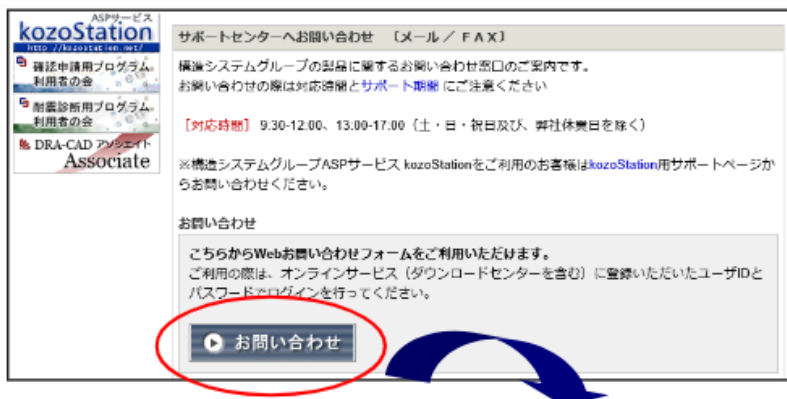 ASPサービス
kozoStation
http://kozostation.net/
確認申請用プログラム
利用者の会
耐震診断用プログラム
利用者の会
DRA-CAD アソシエイト
Associate
サポートセンターへお問い合わせ 〔メール／ＦＡＸ〕
構造システムグループの製品に関するお問い合わせ窓口のご案内です。
お問い合わせの際は対応時間とサポート期間 にご注意ください
［対応時間］ 9:30-12:00、13:00-17:00（土・日・祝日及び、弊社休業日を除く）
※構造システムグループASPサービス kozoStationをご利用のお客様はkozoStation用サポートページか
らお問い合わせください。
お問い合わせ
こちらからWebお問い合わせフォームをご利用いただけます。
ご利用の際は、オンラインサービス（ダウンロードセンターを含む）に登録いただいたユーザIDと
パスワードでログインを行ってください。
お問い合わせ